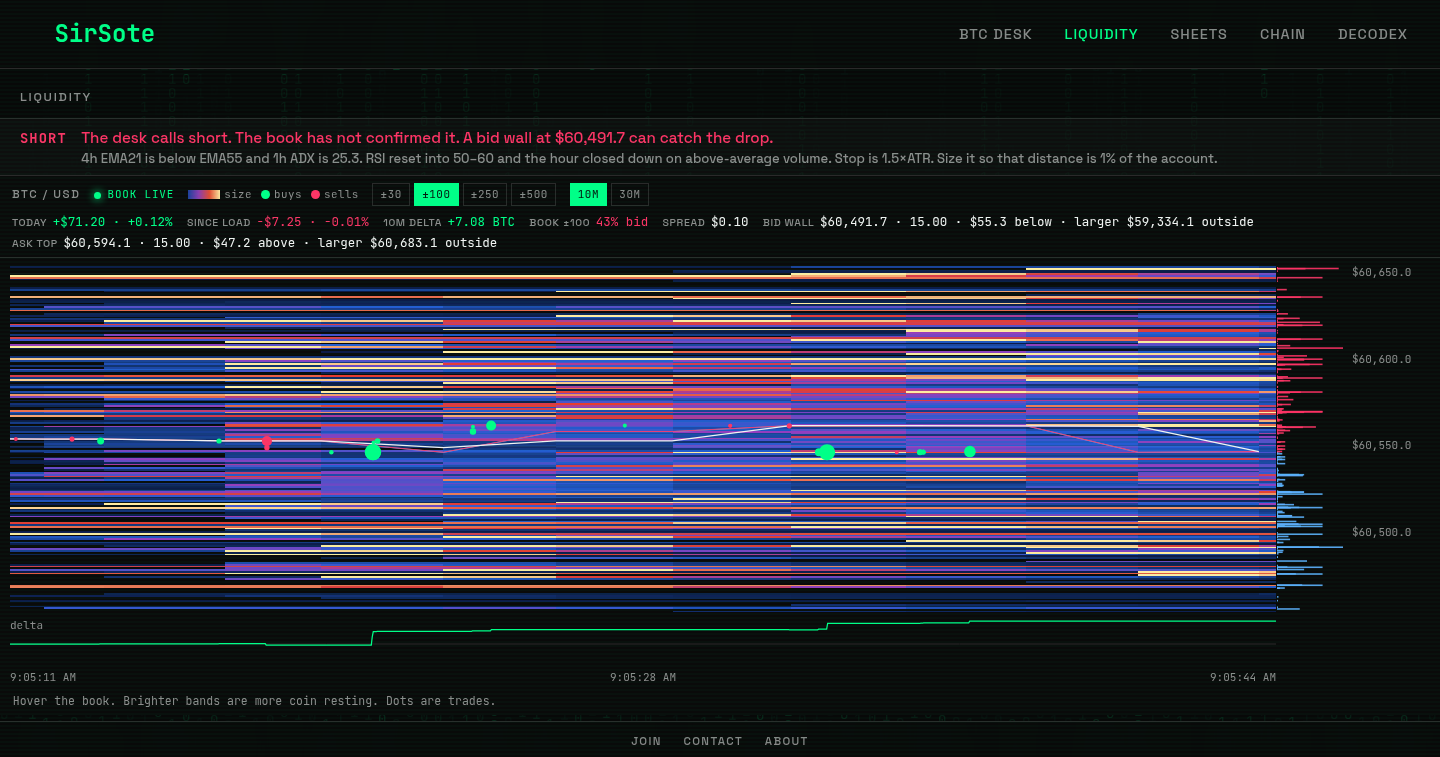 SirSote
BTC DESK LIQUIDITY SHEETS CHAIN DECODEX
LIQUIDITY
SHORT The desk calls short. The book has not confirmed it. A bid wall at $60,491.7 can catch the drop.
4h EMA21 is below EMA55 and 1h ADX is 25.3. RSI reset into 50–60 and the hour closed down on above-average volume. Stop is 1.5×ATR. Size it so that distance is 1% of the account.
BTC / USD BOOK LIVE size buys sells ±30 ±100 ±250 ±500 10M 30M
TODAY +$71.20 · +0.12% SINCE LOAD -$7.25 · -0.01% 10M DELTA +7.08 BTC BOOK ±100 43% bid SPREAD $0.10 BID WALL $60,491.7 · 15.00 · $55.3 below · larger $59,334.1 outside
ASK TOP $60,594.1 · 15.00 · $47.2 above · larger $60,683.1 outside
$60,650.0
$60,600.0
$60,550.0
$60,500.0
delta
9:05:11 AM 9:05:28 AM 9:05:44 AM
Hover the book. Brighter bands are more coin resting. Dots are trades.
JOIN CONTACT ABOUT